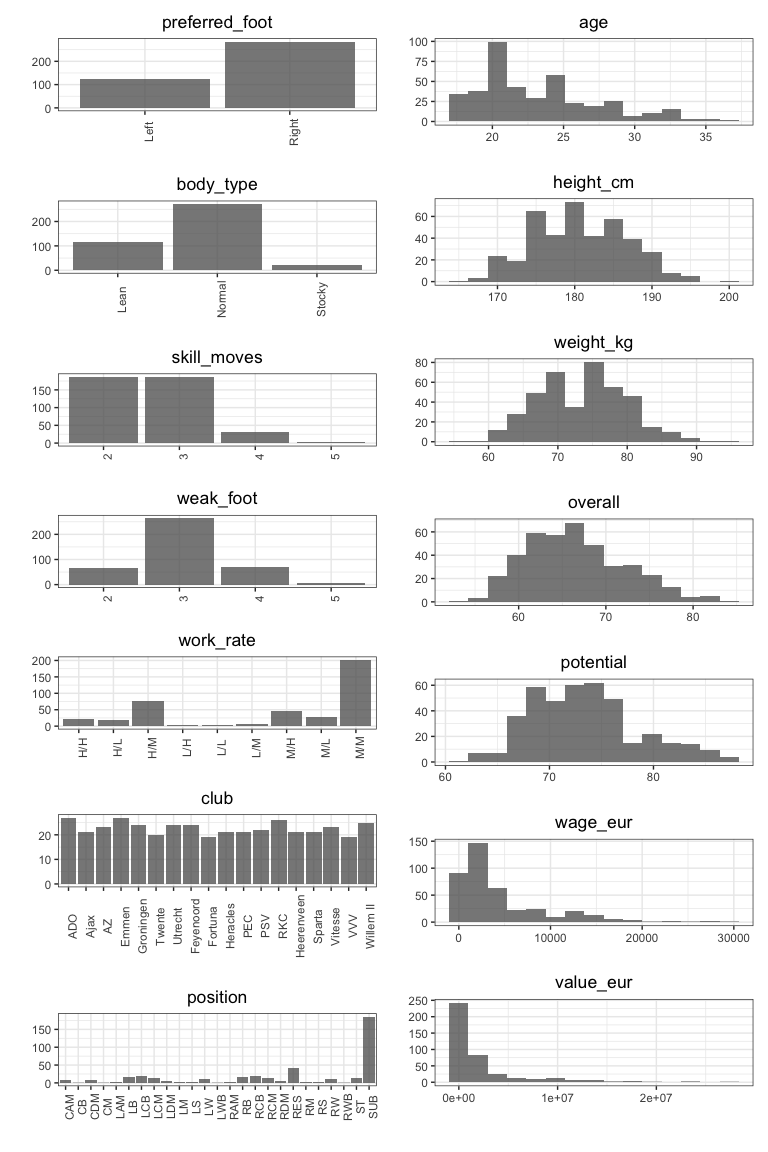 preferred_foot
200
100
0
Left
Right
body_type
200
100
0
Lean
Normal
Stocky
skill_moves
150
100
50
0
2
3
4
5
weak_foot
200
100
0
2
3
4
5
work_rate
200
150
100
50
0
H/H
H/L
H/M
L/H
L/L
L/M
M/H
M/L
M/M
club
20
10
0
ADO
Ajax
AZ
Emmen
Groningen
Twente
Utrecht
Feyenoord
Fortuna
Heracles
PEC
PSV
RKC
Heerenveen
Sparta
Vitesse
VVV
Willem II
position
150
100
50
0
CAM
CB
CDM
CM
LAM
LB
LCB
LCM
LDM
LM
LS
LW
LWB
RAM
RB
RCB
RCM
RDM
RES
RM
RS
RW
RWB
ST
SUB
age
100
75
50
25
0
20
25
30
35
height_cm
60
40
20
0
170
180
190
200
weight_kg
80
60
40
20
0
60
70
80
90
overall
60
40
20
0
60
70
80
potential
60
40
20
0
60
70
80
wage_eur
150
100
50
0
0
10000
20000
30000
value_eur
250
200
150
100
50
0
0e+00
1e+07
2e+07